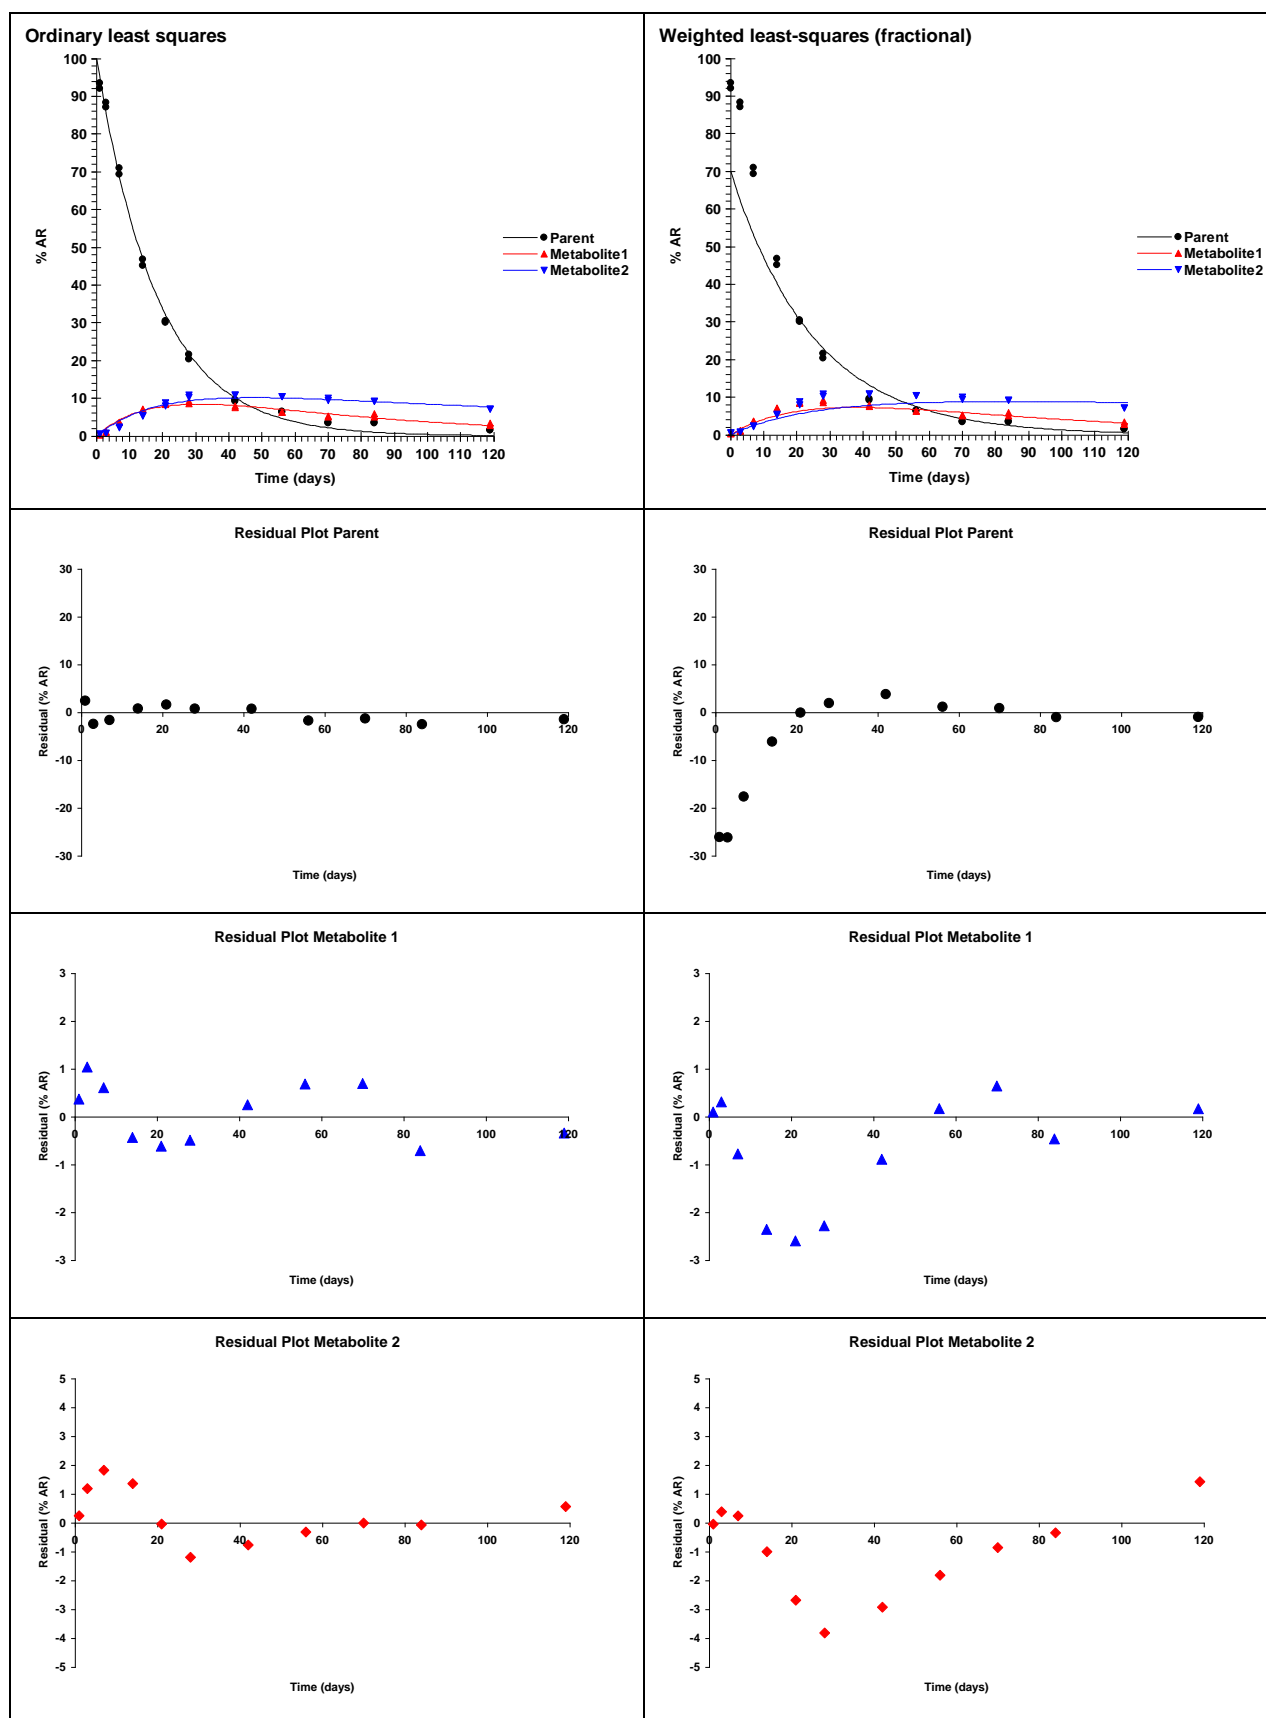 Ordinary least squares
100
90
80
70
60
50
40
30
20
10
0
% AR
0 10 20 30 40 50 60 70 80 90 100 110 120
Time (days)
Parent
Metabolite1
Metabolite2
Weighted least-squares (fractional)
100
90
80
70
60
50
40
30
20
10
0
% AR
0 10 20 30 40 50 60 70 80 90 100 110 120
Time (days)
Parent
Metabolite1
Metabolite2
Residual Plot Parent
30
20
10
0
-10
-20
-30
Residual (% AR)
0 20 40 60 80 100 120
Time (days)
Residual Plot Parent
30
20
10
0
-10
-20
-30
Residual (% AR)
0 20 40 60 80 100 120
Time (days)
Residual Plot Metabolite 1
3
2
1
0
-1
-2
-3
Residual (% AR)
0 20 40 60 80 100 120
Time (days)
Residual Plot Metabolite 1
3
2
1
0
-1
-2
-3
Residual (% AR)
0 20 40 60 80 100 120
Time (days)
Residual Plot Metabolite 2
5
4
3
2
1
0
-1
-2
-3
-4
-5
Residual (% AR)
0 20 40 60 80 100 120
Time (days)
Residual Plot Metabolite 2
5
4
3
2
1
0
-1
-2
-3
-4
-5
Residual (% AR)
0 20 40 60 80 100 120
Time (days)